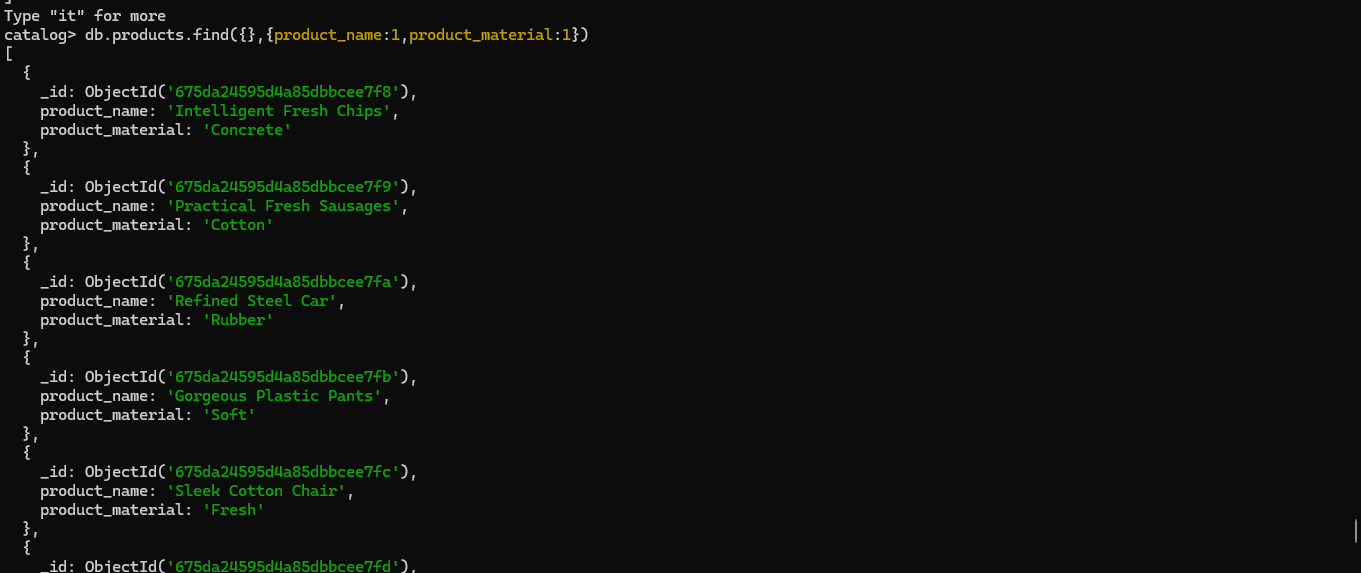 ]
Type "it" for more
catalog> db.products.find({},{product_name:1,product_material:1})
[
  {
    _id: ObjectId('675da24595d4a85dbbcee7f8'),
    product_name: 'Intelligent Fresh Chips',
    product_material: 'Concrete'
  },
  {
    _id: ObjectId('675da24595d4a85dbbcee7f9'),
    product_name: 'Practical Fresh Sausages',
    product_material: 'Cotton'
  },
  {
    _id: ObjectId('675da24595d4a85dbbcee7fa'),
    product_name: 'Refined Steel Car',
    product_material: 'Rubber'
  },
  {
    _id: ObjectId('675da24595d4a85dbbcee7fb'),
    product_name: 'Gorgeous Plastic Pants',
    product_material: 'Soft'
  },
  {
    _id: ObjectId('675da24595d4a85dbbcee7fc'),
    product_name: 'Sleek Cotton Chair',
    product_material: 'Fresh'
  },
  {
    _id: ObjectId('675da24595d4a85dbbcee7fd'),